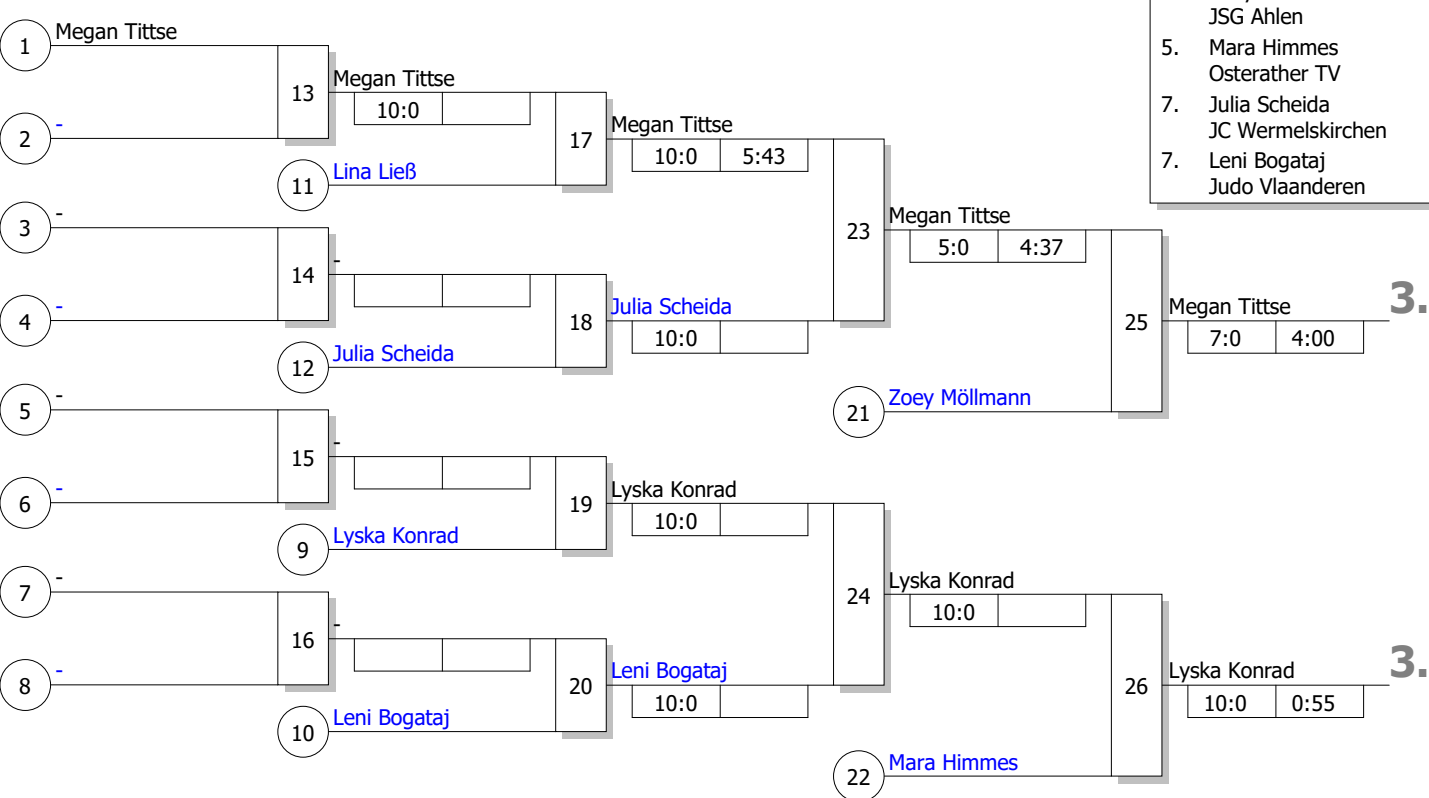 JSG Ahlen
5. Mara Himmes
Osterather TV
7. Julia Scheida
JC Wermelskirchen
7. Leni Bogataj
Judo Vlaanderen
1 Megan Tittse
2 -
13 Megan Tittse
10:0
11 Lina Ließ
17 Megan Tittse
10:0 5:43
3 -
4 -
14 -
12 Julia Scheida
18 Julia Scheida
10:0
23 Megan Tittse
5:0 4:37
21 Zoey Möllmann
25 Megan Tittse 3.
7:0 4:00
5 -
6 -
15 -
9 Lyska Konrad
19 Lyska Konrad
10:0
7 -
8 -
16 -
10 Leni Bogataj
20 Leni Bogataj
10:0
24 Lyska Konrad
10:0
22 Mara Himmes
26 Lyska Konrad 3.
10:0 0:55